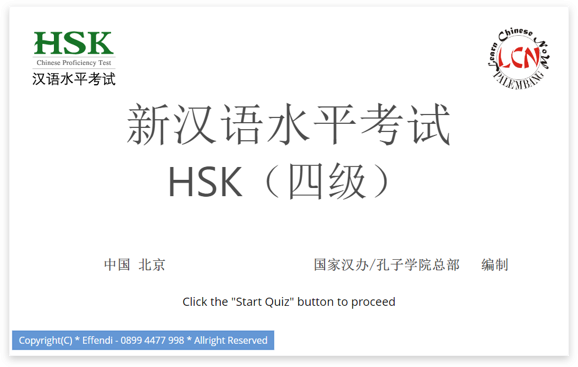 HSK
Chinese Proficiency Test
汉语水平考试
Learn Chinese Now
LCN
PALEMBANG
新汉语水平考试
HSK（四级）
中国 北京
国家汉办/孔子学院总部 编制
Click the "Start Quiz" button to proceed
Copyright(C) * Effendi - 0899 4477 998 * Allright Reserved